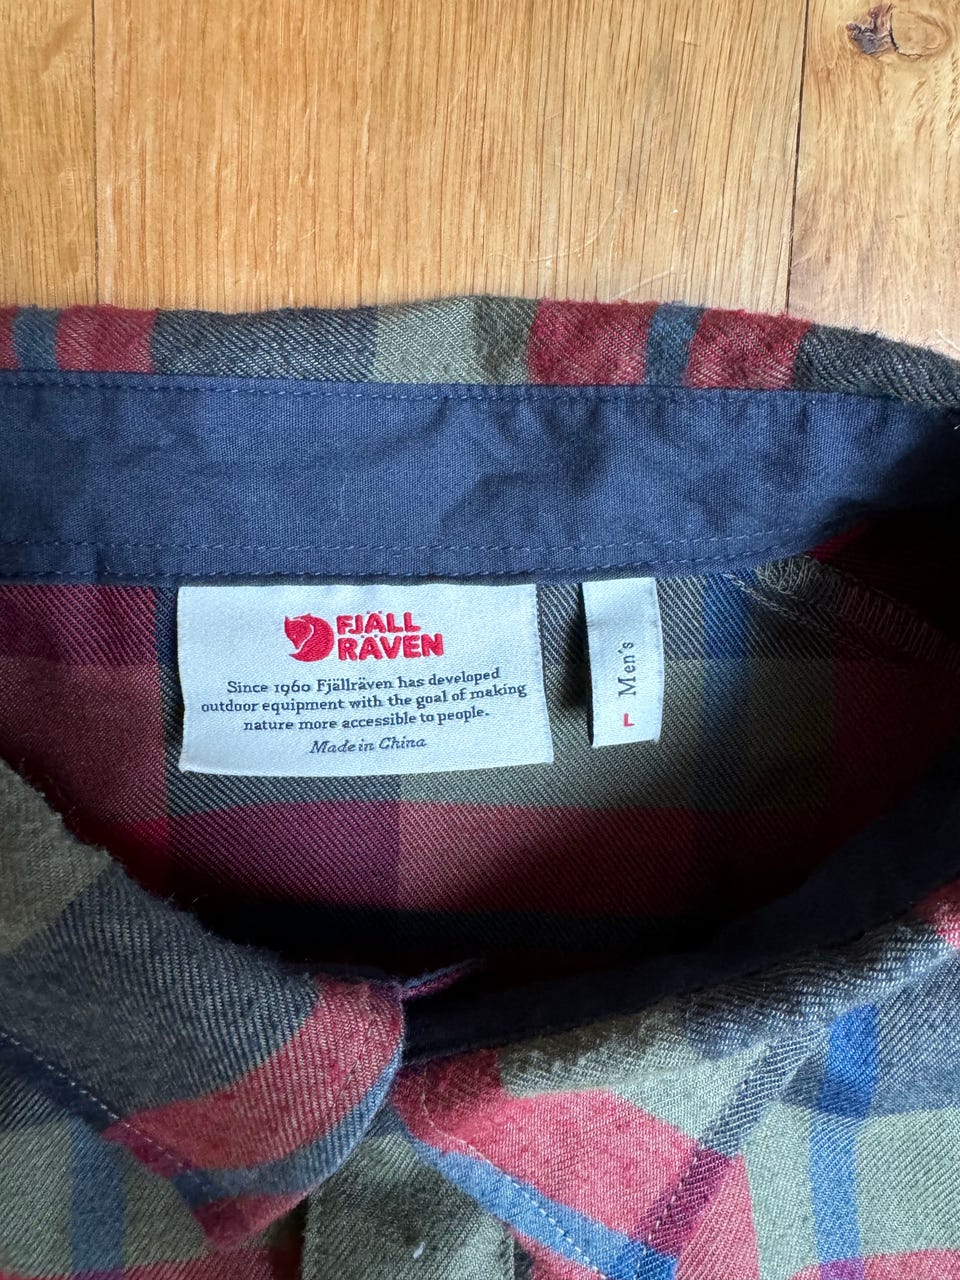 FJÄLL
RÄVEN
Since 1960 Fjällräven has developed
outdoor equipment with the goal of making
nature more accessible to people.
Made in China
Men's
L